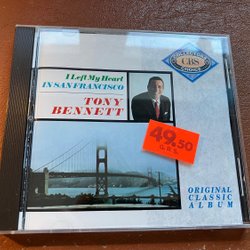 CBS
I Left My Heart
IN SAN FRANCISCO
TONY
BENNETT
49.50
ORIGINAL
CLASSIC
ALBUM